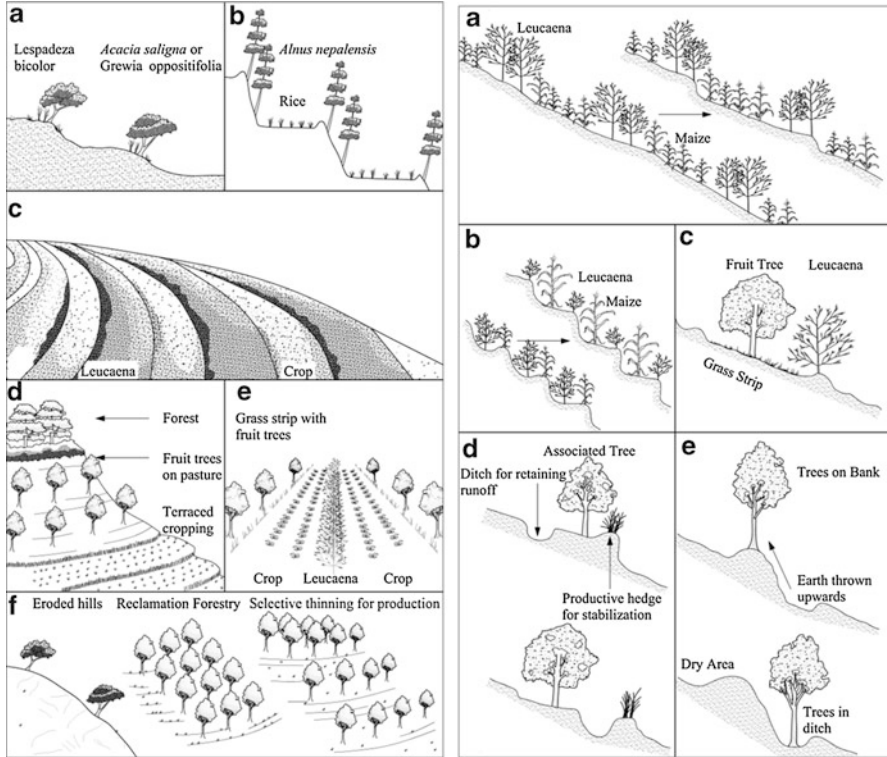 a
Lespadeza
bicolor
Acacia saligna or
Grewia oppositifolia
b
Alnus nepalensis
Rice
c
Leucaena
Crop
d
Forest
Fruit trees
on pasture
Terraced
cropping
e
Grass strip with
fruit trees
Crop
Leucaena
Crop
f
Eroded hills
Reclamation Forestry
Selective thinning for production
a
Leucaena
Maize
b
Leucaena
Maize
c
Fruit Tree
Leucaena
Grass Strip
d
Associated Tree
Ditch for retaining
runoff
Productive hedge
for stabilization
e
Trees on Bank
Earth thrown
upwards
Dry Area
Trees in
ditch